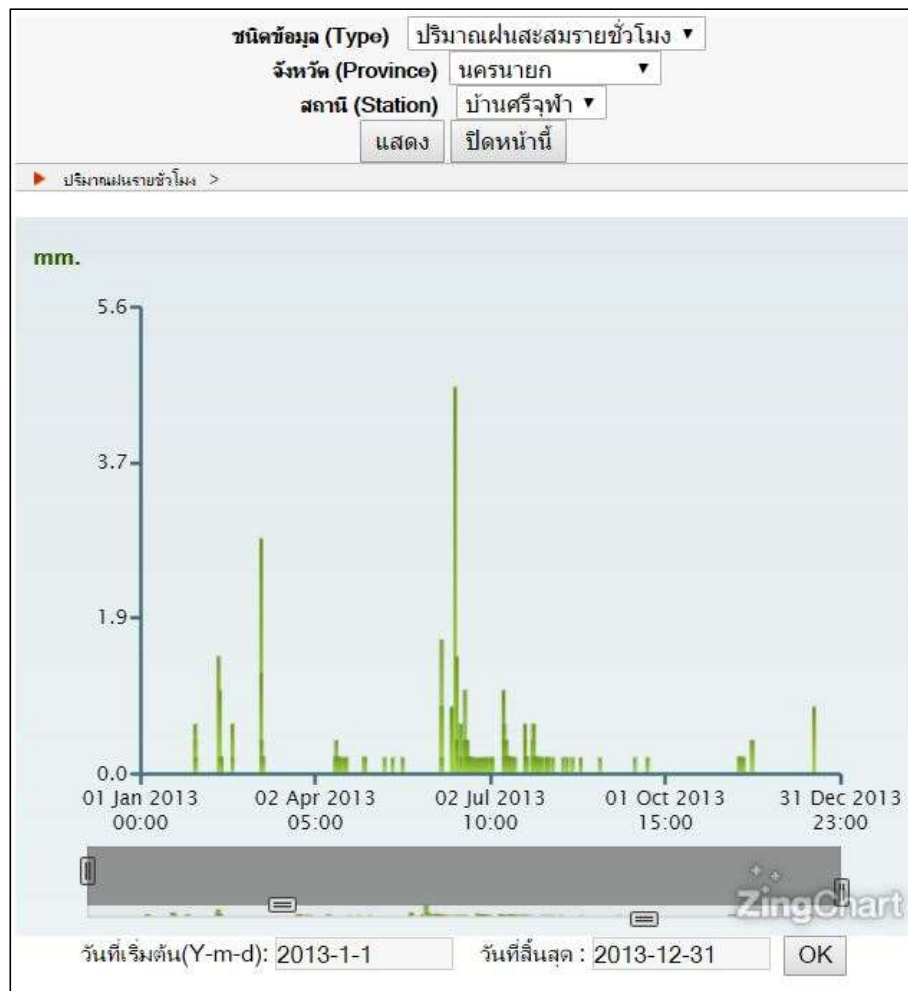 ชนิดข้อมูล (Type) ปริมาณฝนสะสมรายชั่วโมง ▼
จังหวัด (Province) นครนายก ▼
สถานี (Station) บ้านศรีจุฬา ▼
แสดง ปิดหน้านี้
ปริมาณฝนรายชั่วโมง >
mm.
5.6
3.7
1.9
0.0
01 Jan 2013 02 Apr 2013 02 Jul 2013 01 Oct 2013 31 Dec 2013
00:00 05:00 10:00 15:00 23:00
ZingChart
วันที่เริ่มต้น(Y-m-d): 2013-1-1 วันที่สิ้นสุด : 2013-12-31 OK